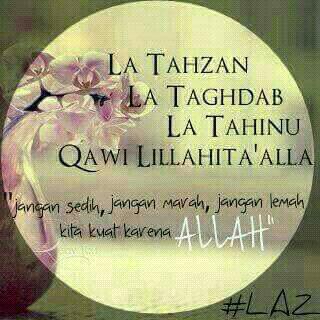 La Tahzan
La Taghdab
La Tahinu
Qawi Lillahita'alla
"jangan sedih, jangan marah, jangan lemah
kita kuat karena ALLAH"
#LAZ